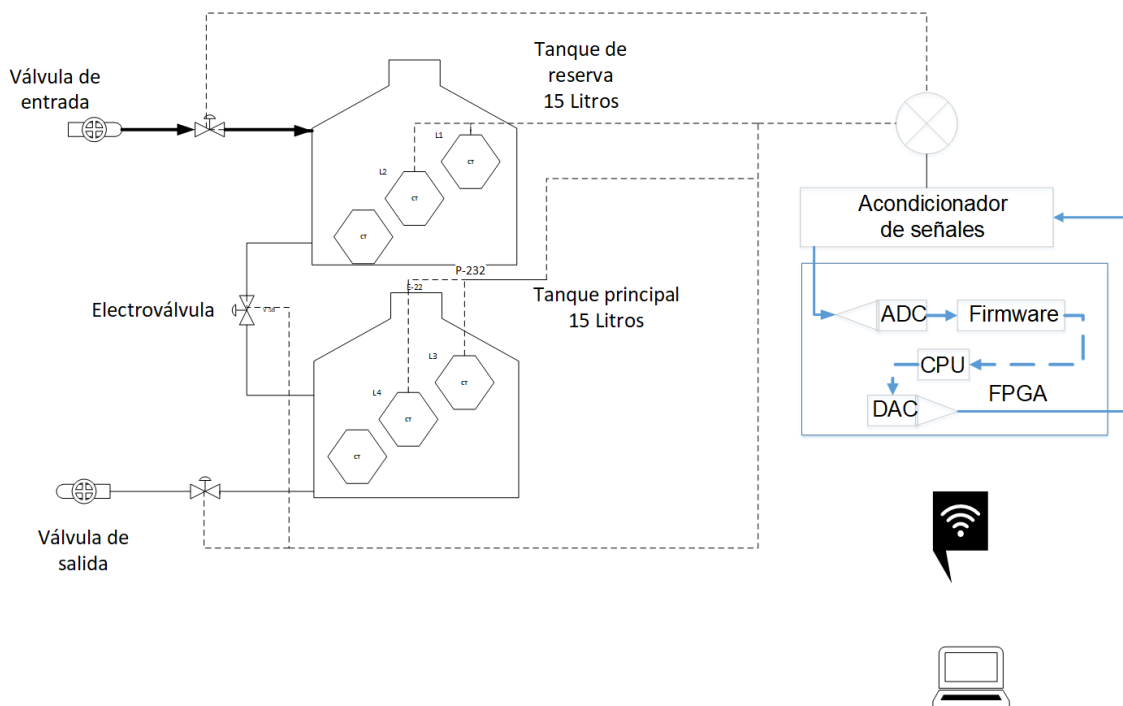 Válvula de
entrada
Tanque de
reserva
15 Litros
L1
CT
L2
CT
CT
Acondicionador
de señales
P-232
E-22
Electroválvula
Tanque principal
15 Litros
ADC
Firmware
CPU
DAC
FPGA
L3
CT
L4
CT
CT
Válvula de
salida